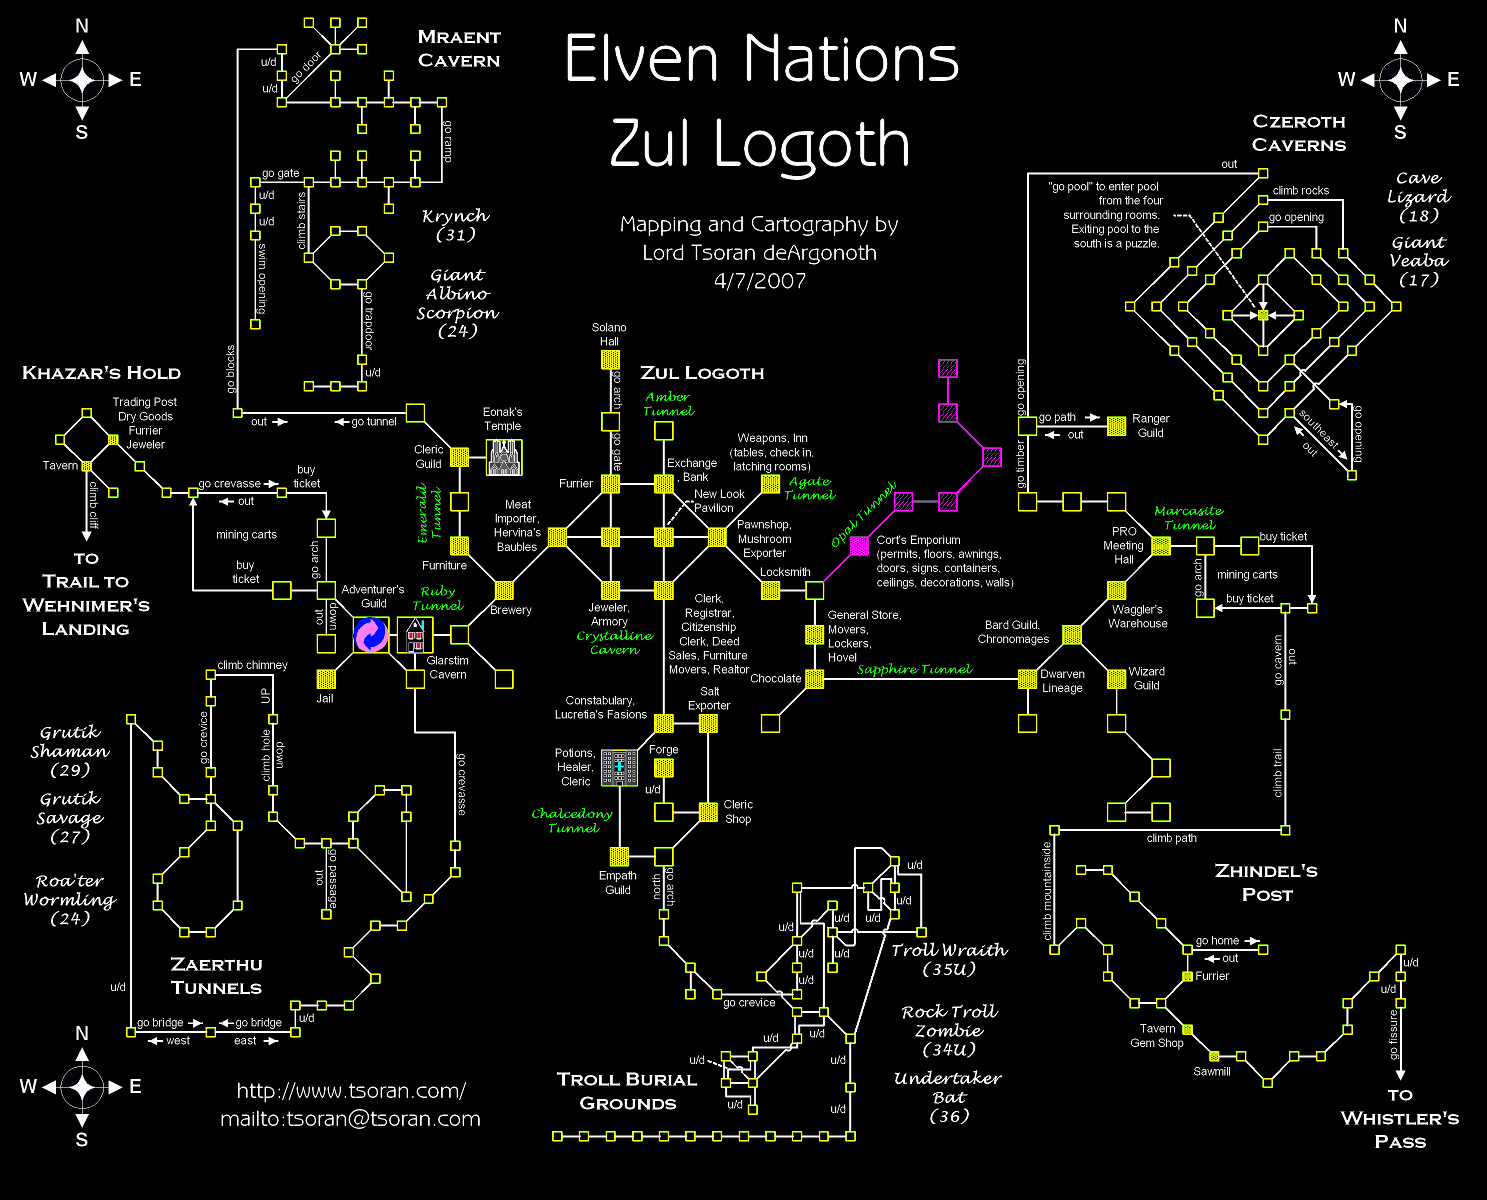 Elven Nations
Zul Logoth
Mapping and Cartography by
Lord Tsoran deArgonoth
4/7/2007
N
W
E
S
N
W
E
S
Mraent
Cavern
go door
u/d
u/d
go ramp
go gate
u/d
u/d
climb stairs
swim opening
go trapdoor
u/d
go blocks
Krynch
(31)
Giant
Albino
Scorpion
(24)
out
go tunnel
Czeroth
Caverns
out
"go pool" to enter pool
from the four
surrounding rooms.
Exiting pool to the
south is a puzzle.
climb rocks
go opening
Cave
Lizard
(18)
Giant
Veaba
(17)
go opening
southeast
out
go opening
go path
out
Ranger
Guild
go timber
Khazar's Hold
Trading Post
Dry Goods
Furrier
Jeweler
Tavern
climb cliff
go crevasse
out
buy
ticket
mining carts
buy
ticket
go arch
to
Trail to
Wehnimer's
Landing
down
out
Adventurer's
Guild
Jail
Zul Logoth
Solano
Hall
go arch
go gate
Amber
Tunnel
Eonak's
Temple
Cleric
Guild
Emerald
Tunnel
Furniture
Ruby
Tunnel
Brewery
Glarstim
Cavern
Meat
Importer,
Hervina's
Baubles
Furrier
Exchange
, Bank
New Look
Pavilion
Weapons, Inn
(tables, check in,
latching rooms)
Agate
Tunnel
Pawnshop,
Mushroom
Exporter
Locksmith
Jeweler,
Armory
Crystalline
Cavern
Clerk,
Registrar,
Citizenship
Clerk, Deed
Sales, Furniture
Movers, Realtor
Opal Tunnel
Cort's Emporium
(permits, floors, awnings,
doors, signs, containers,
ceilings, decorations, walls)
General Store,
Movers,
Lockers,
Hovel
Chocolate
Sapphire Tunnel
Bard Guild,
Chronomages
Dwarven
Lineage
Wizard
Guild
Waggler's
Warehouse
PRO
Meeting
Hall
Marcasite
Tunnel
buy ticket
go arch
mining carts
buy ticket
out
go cavern
climb trail
climb path
climb mountainside
Constabulary,
Lucretia's Fasions
Salt
Exporter
Potions,
Healer,
Cleric
Forge
u/d
Cleric
Shop
Chalcedony
Tunnel
Empath
Guild
north
go arch
go crevice
climb chimney
UP
go crevice
climb hole
down
go passage
out
go crevasse
Grutik
Shaman
(29)
Grutik
Savage
(27)
Roa'ter
Wormling
(24)
Zaerthu
Tunnels
u/d
go bridge
west
go bridge
east
u/d
Troll Burial
Grounds
u/d
u/d
u/d
u/d
u/d
u/d
u/d
u/d
u/d
u/d
u/d
u/d
u/d
u/d
Troll Wraith
(35U)
Rock Troll
Zombie
(34U)
Undertaker
Bat
(36)
Zhindel's
Post
go home
out
Furrier
Tavern
Gem Shop
Sawmill
u/d
u/d
go fissure
to
Whistler's
Pass
N
W
E
S
http://www.tsoran.com/
mailto:tsoran@tsoran.com